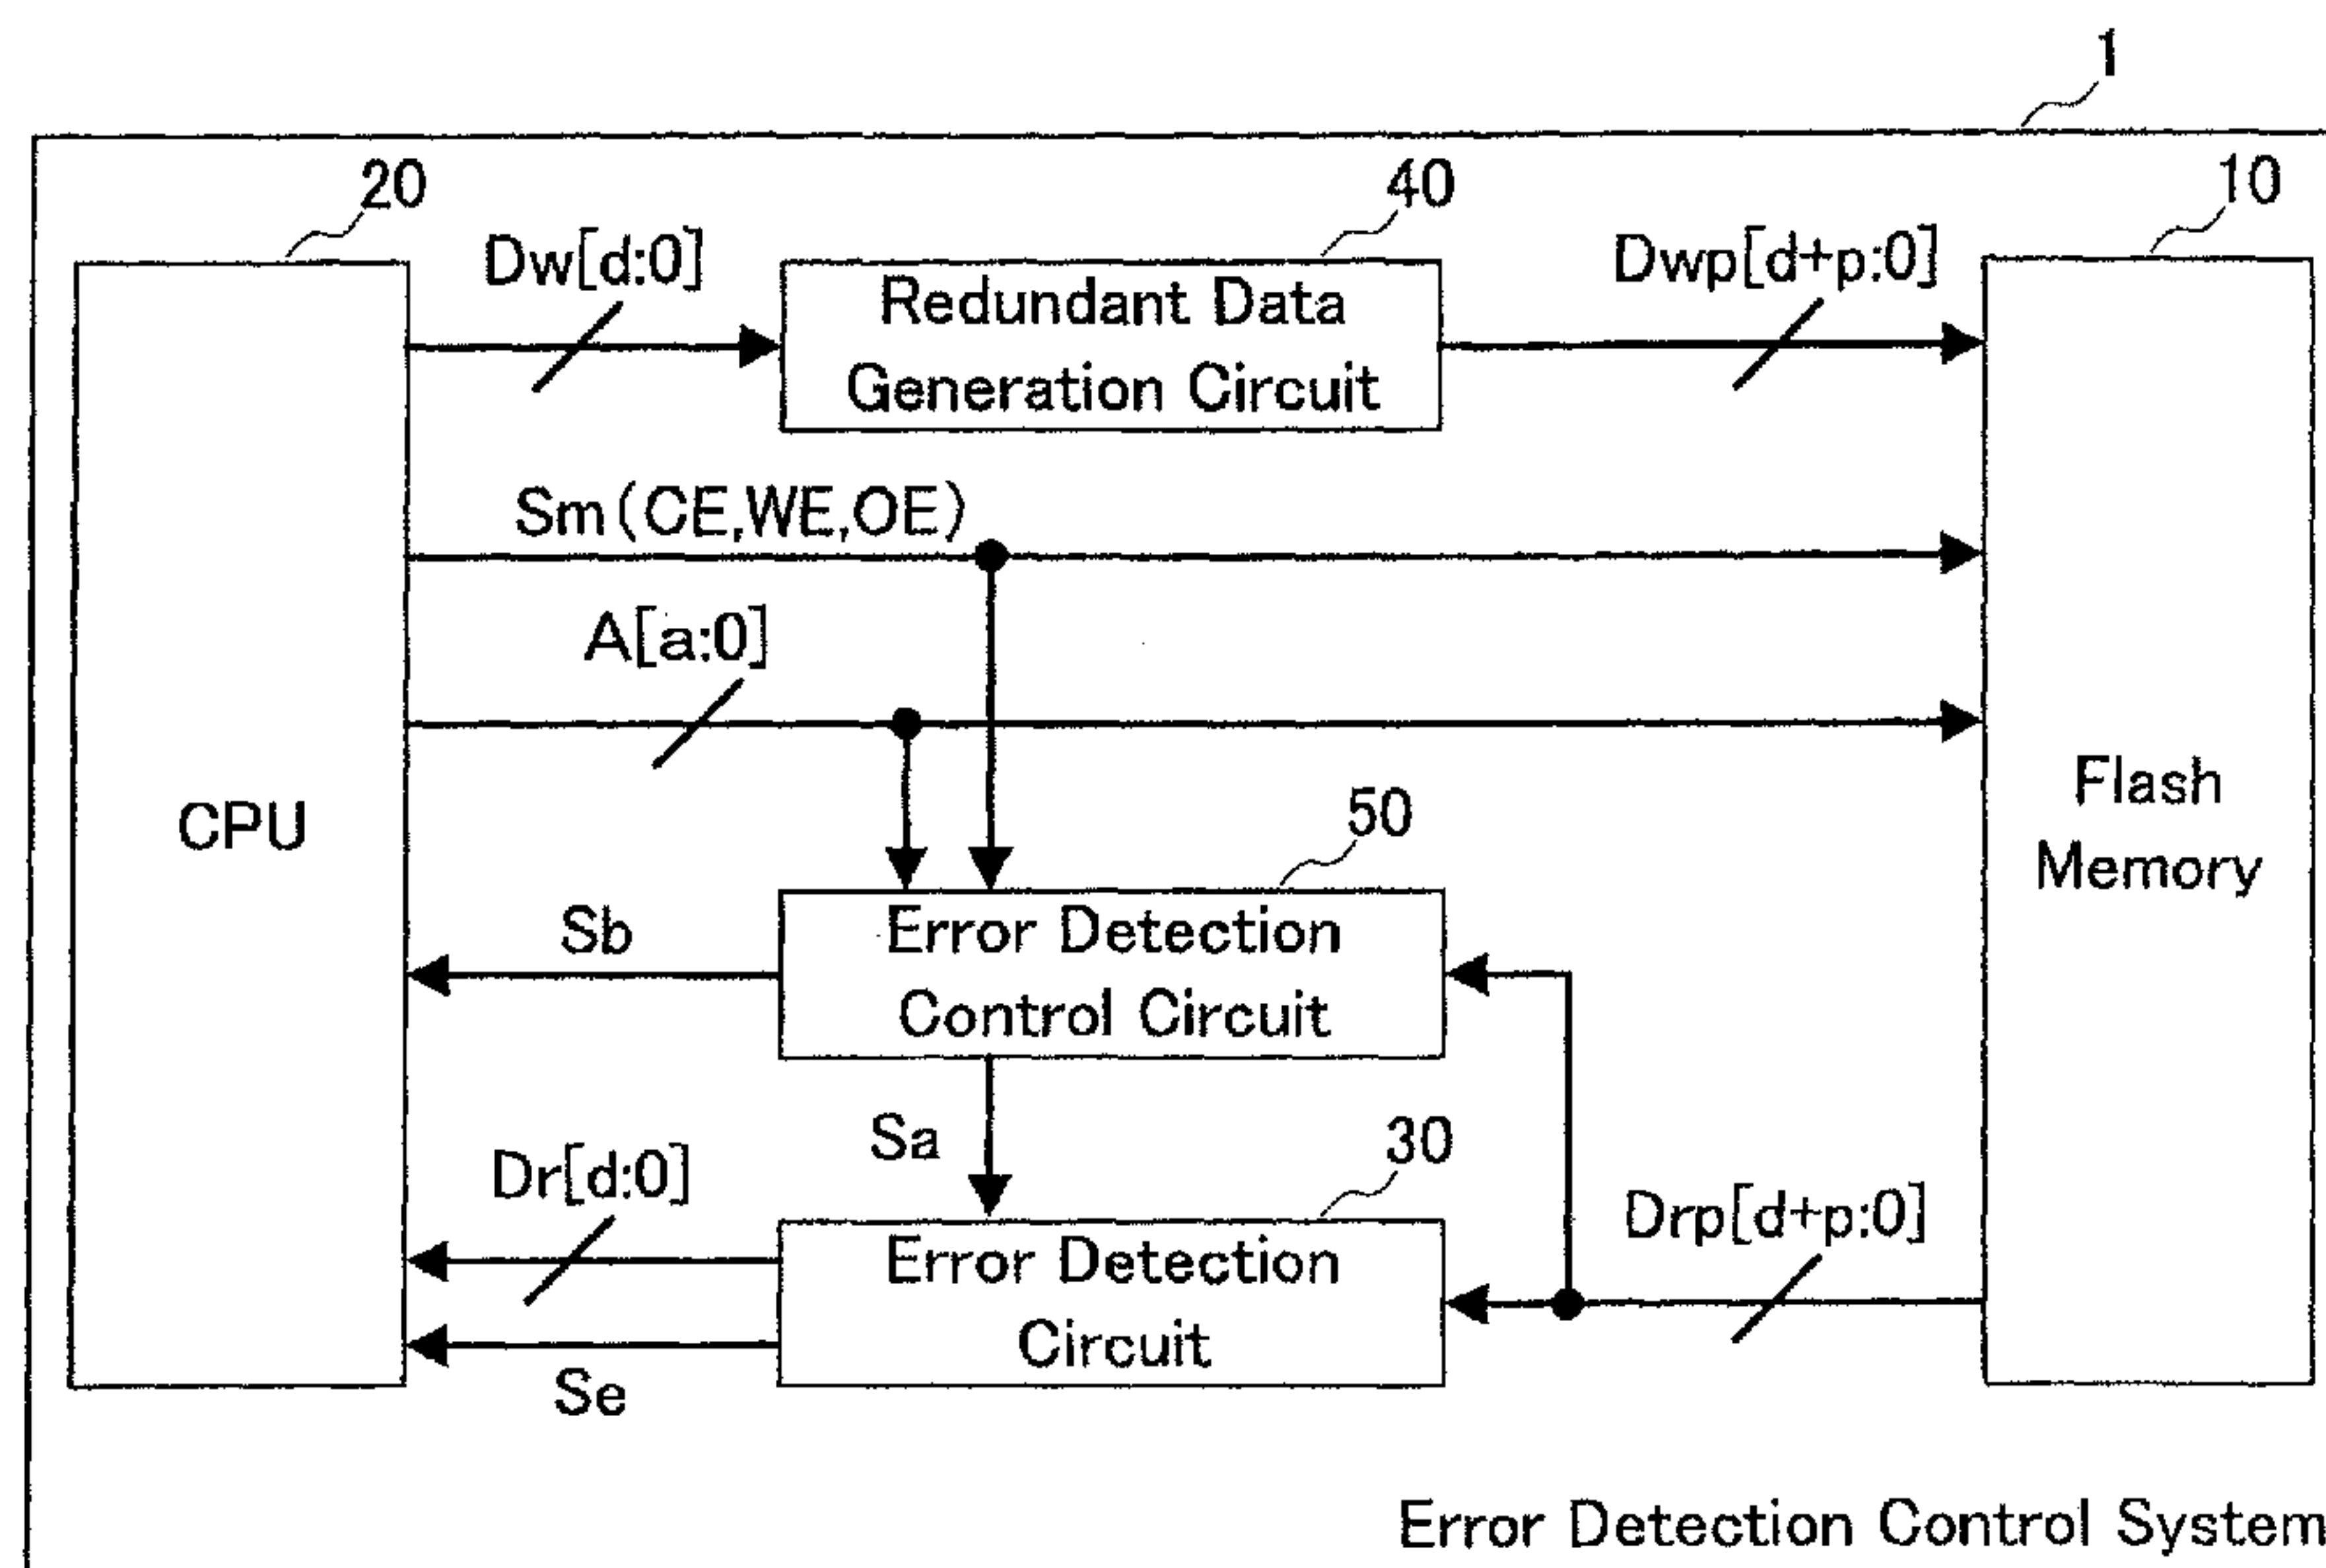 1
20
40
10
Dw[d:0]
Redundant Data
Generation Circuit
Dwp[d+p:0]
Sm(CE,WE,OE)
A[a:0]
CPU
Flash
Memory
50
Sb
Error Detection
Control Circuit
Sa
30
Dr[d:0]
Error Detection
Circuit
Drp[d+p:0]
Se
Error Detection Control System